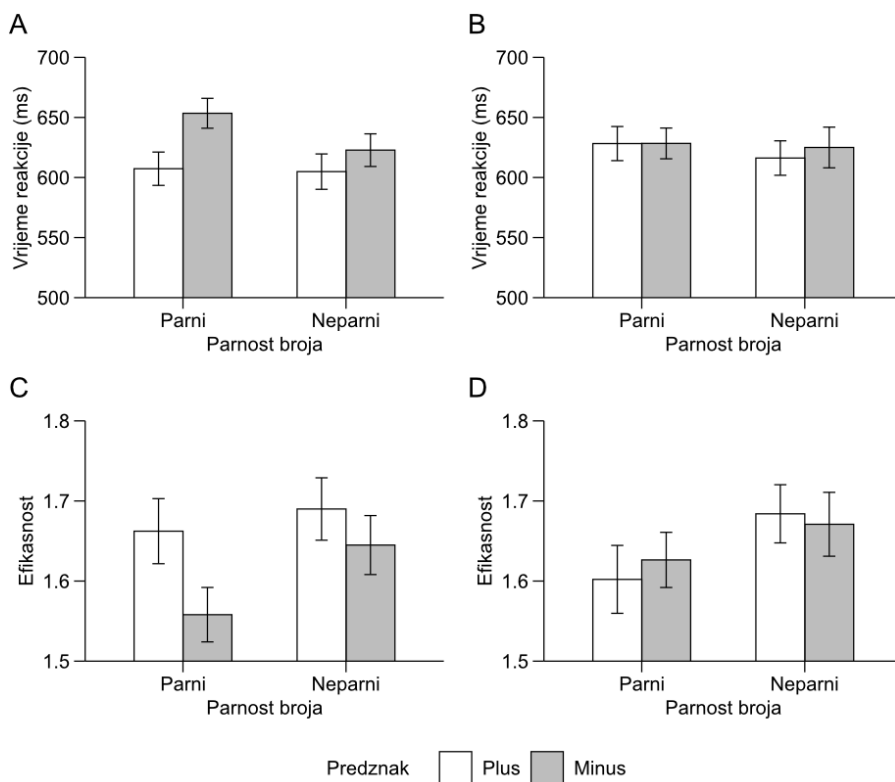 A
Vrijeme reakcije (ms)
700
650
600
550
500
Parni
Neparni
Parnost broja
B
Vrijeme reakcije (ms)
700
650
600
550
500
Parni
Neparni
Parnost broja
C
Efikasnost
1.8
1.7
1.6
1.5
Parni
Neparni
Parnost broja
D
Efikasnost
1.8
1.7
1.6
1.5
Parni
Neparni
Parnost broja
Predznak Plus Minus